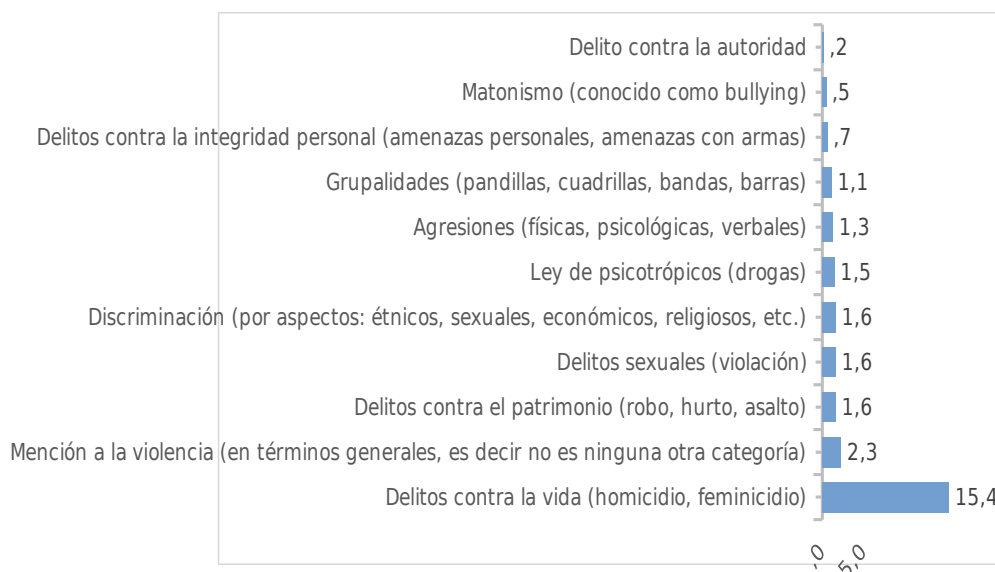 Delito contra la autoridad ,2
Matonismo (conocido como bullying) ,5
Delitos contra la integridad personal (amenazas personales, amenazas con armas) ,7
Grupalidades (pandillas, cuadrillas, bandas, barras) 1,1
Agresiones (físicas, psicológicas, verbales) 1,3
Ley de psicotrópicos (drogas) 1,5
Discriminación (por aspectos: étnicos, sexuales, económicos, religiosos, etc.) 1,6
Delitos sexuales (violación) 1,6
Delitos contra el patrimonio (robo, hurto, asalto) 1,6
Mención a la violencia (en términos generales, es decir no es ninguna otra categoría) 2,3
Delitos contra la vida (homicidio, feminicidio) 15,4
,0 5,0